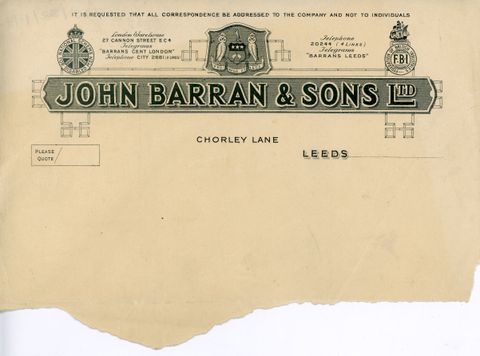 IT IS REQUESTED THAT ALL CORRESPONDENCE BE ADDRESSED TO THE COMPANY AND NOT TO INDIVIDUALS
London Warehouse
27 CANNON STREET E.C.4
Telegrams
"BARRANS CENT LONDON"
Telephone CITY 2881 (3 LINES)
Telephone
20244 (4 LINES)
Telegrams
"BARRANS LEEDS"
FBI
JOHN BARRAN & SONS LTD
CHORLEY LANE
PLEASE
QUOTE
LEEDS